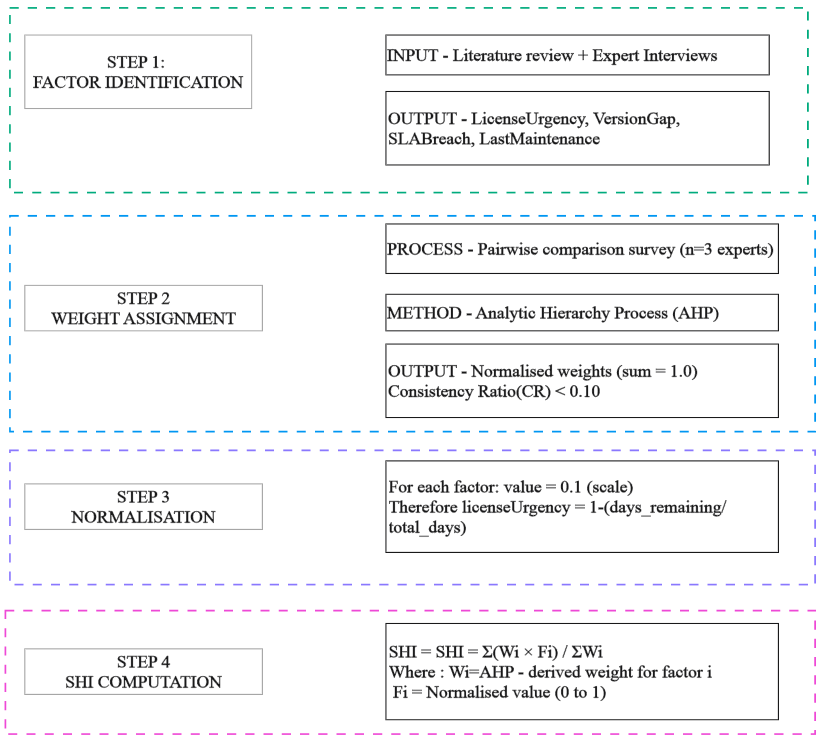 STEP 1:
FACTOR IDENTIFICATION
INPUT - Literature review + Expert Interviews
OUTPUT - LicenseUrgency, VersionGap,
SLABreach, LastMaintenance
STEP 2
WEIGHT ASSIGNMENT
PROCESS - Pairwise comparison survey (n=3 experts)
METHOD - Analytic Hierarchy Process (AHP)
OUTPUT - Normalised weights (sum = 1.0)
Consistency Ratio(CR) < 0.10
STEP 3
NORMALISATION
For each factor: value = 0.1 (scale)
Therefore licenseUrgency = 1-(days_remaining/
total_days)
STEP 4
SHI COMPUTATION
SHI = SHI = Σ(Wi × Fi) / ΣWi
Where : Wi=AHP - derived weight for factor i
Fi = Normalised value (0 to 1)